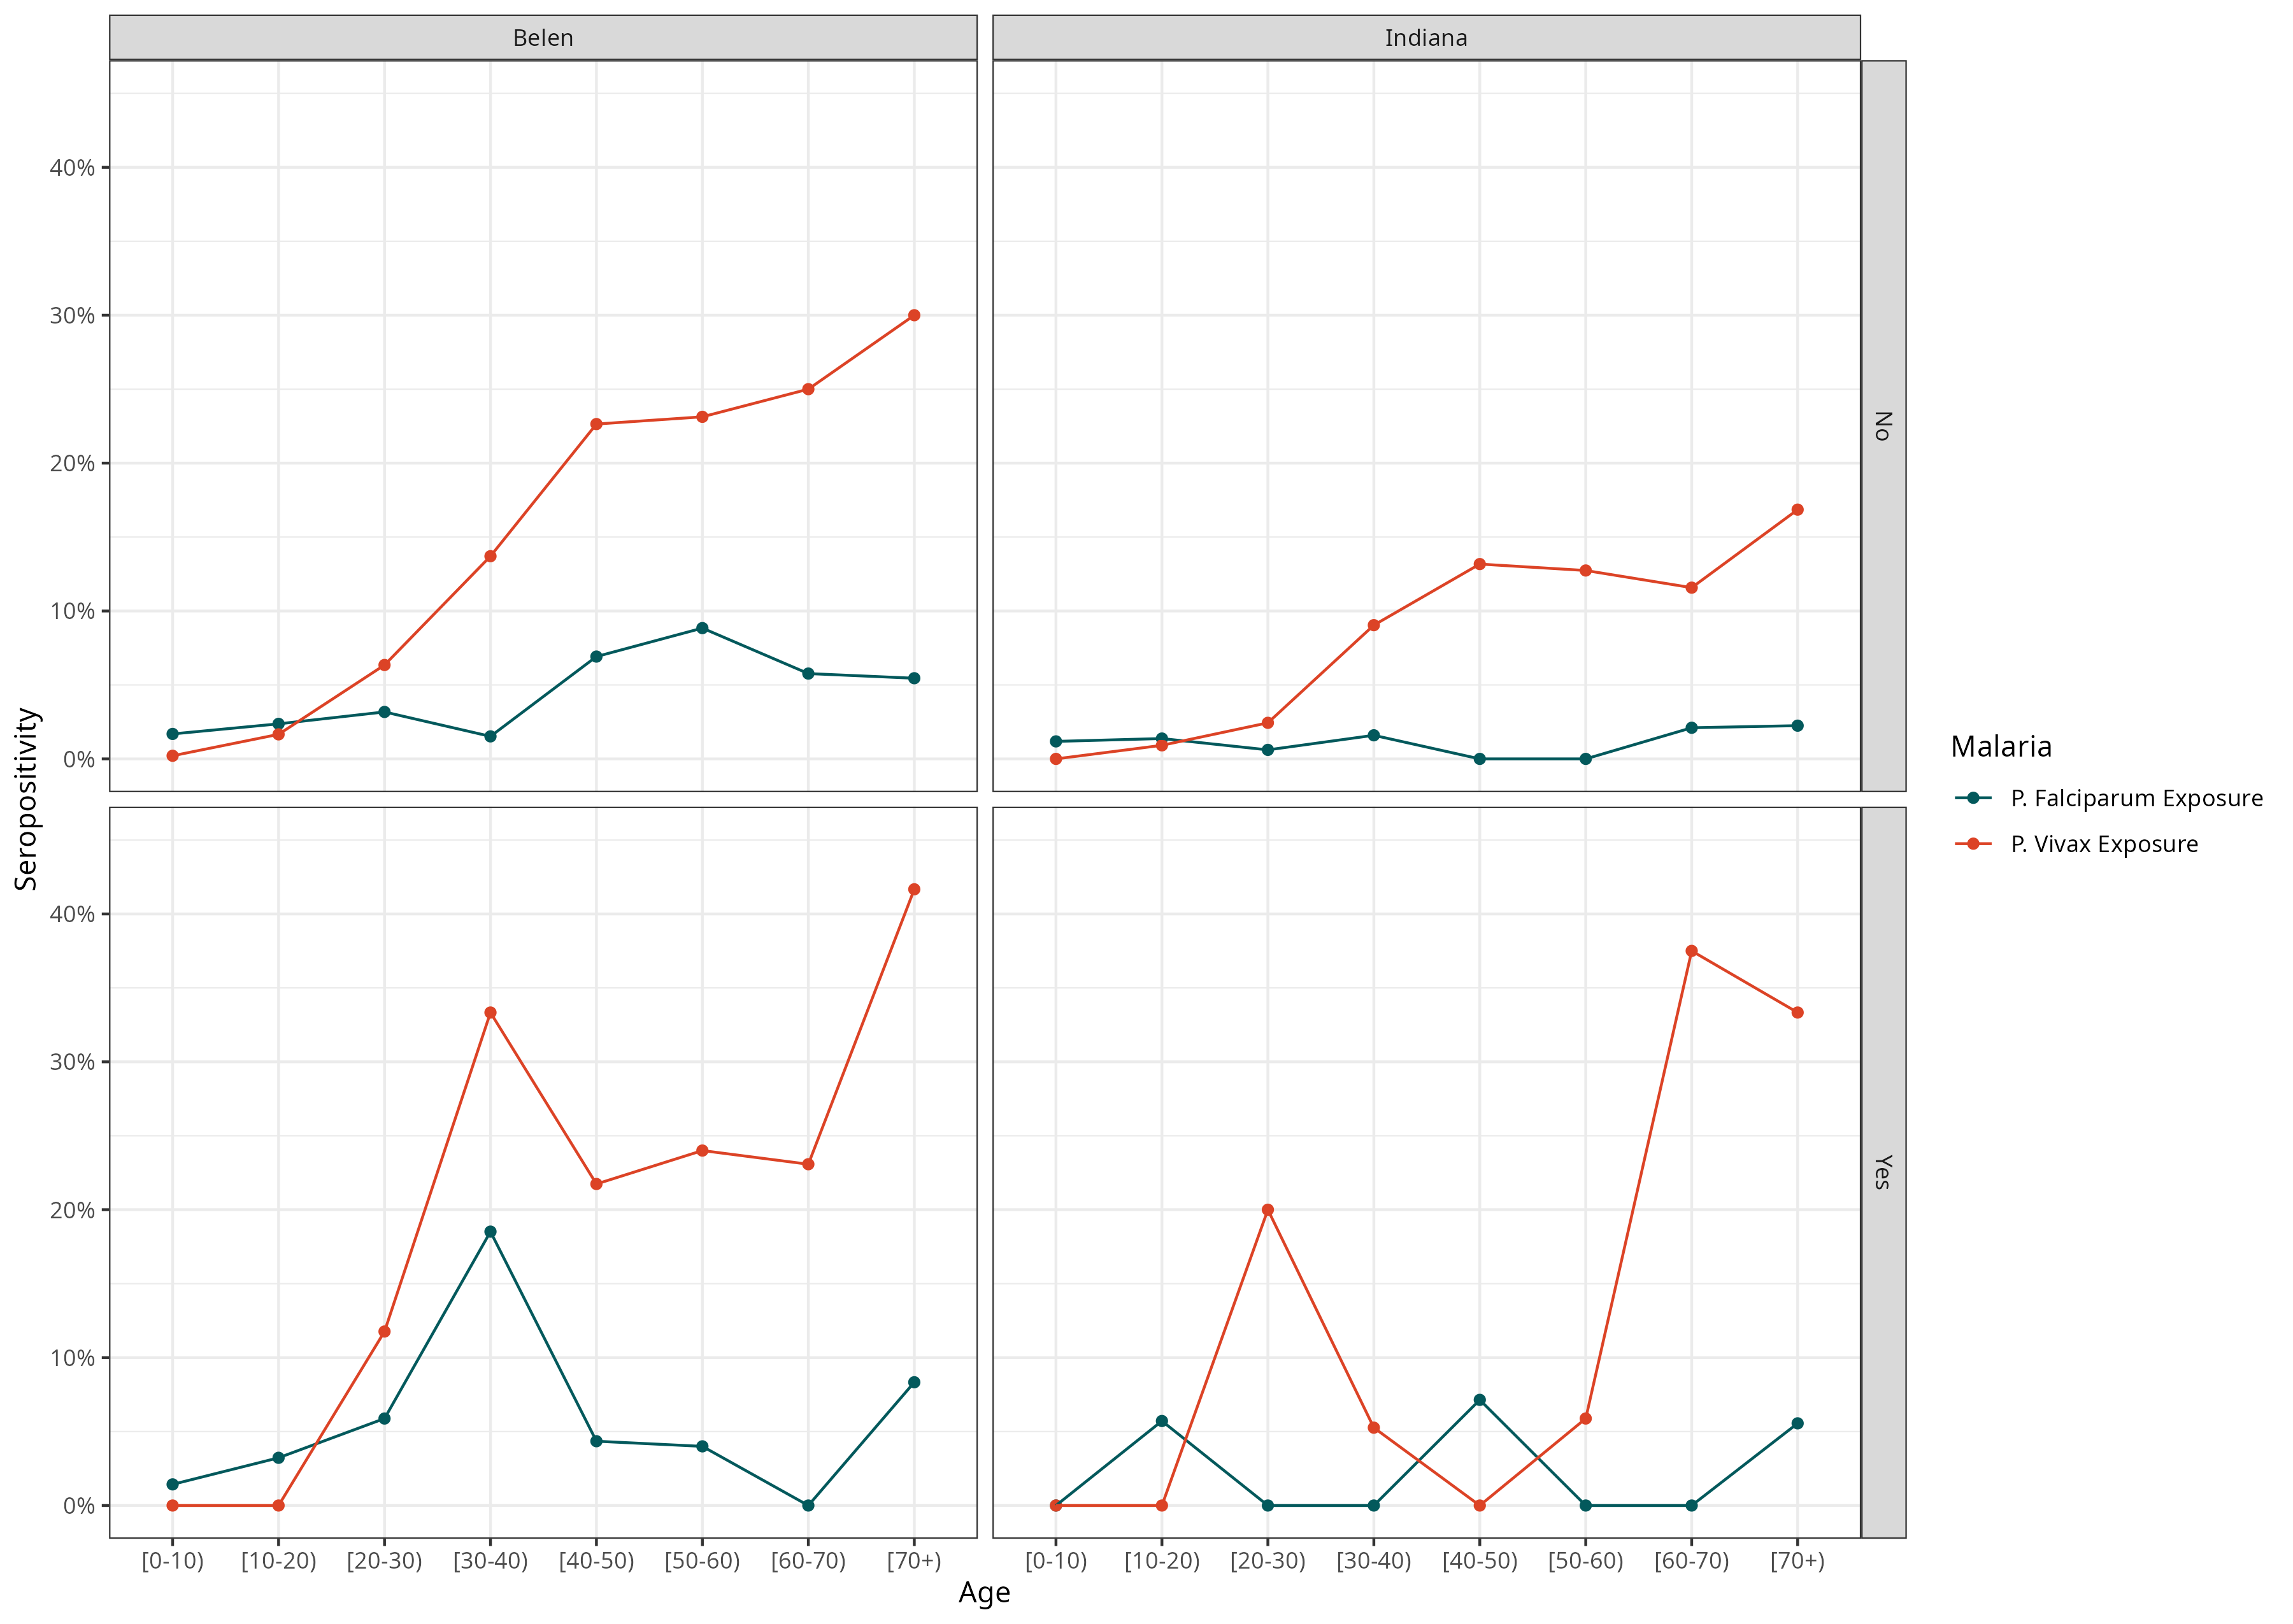 Belen
Indiana
No
Yes
40%
30%
20%
10%
0%
40%
30%
20%
10%
0%
Seropositivity
[0-10)
[10-20)
[20-30)
[30-40)
[40-50)
[50-60)
[60-70)
[70+)
[0-10)
[10-20)
[20-30)
[30-40)
[40-50)
[50-60)
[60-70)
[70+)
Age
Malaria
P. Falciparum Exposure
P. Vivax Exposure